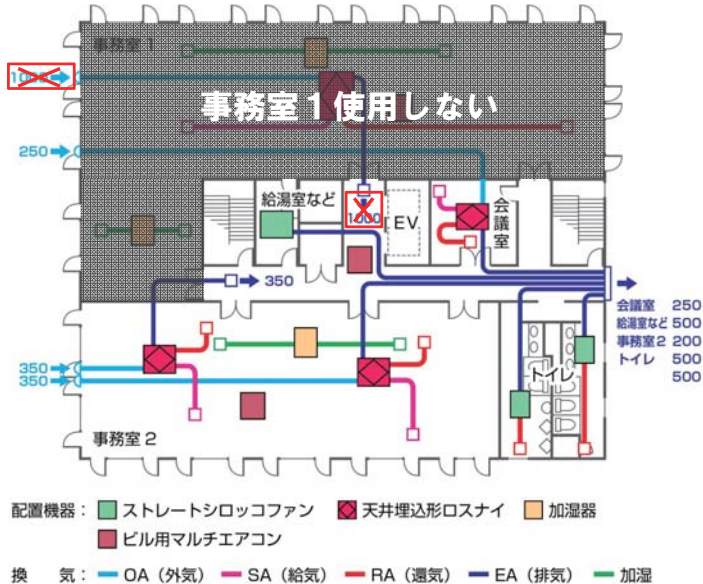 事務室1
1000
事務室1使用しない
250
給湯室など
1000
EV
会議室
350
会議室 250
給湯室など 500
事務室2 200
トイレ 500
500
350
350
トイレ
事務室2
配置機器： ストレートシロッコファン 天井埋込形ロスナイ 加湿器
ビル用マルチエアコン
換　気： OA（外気） SA（給気） RA（還気） EA（排気） 加湿